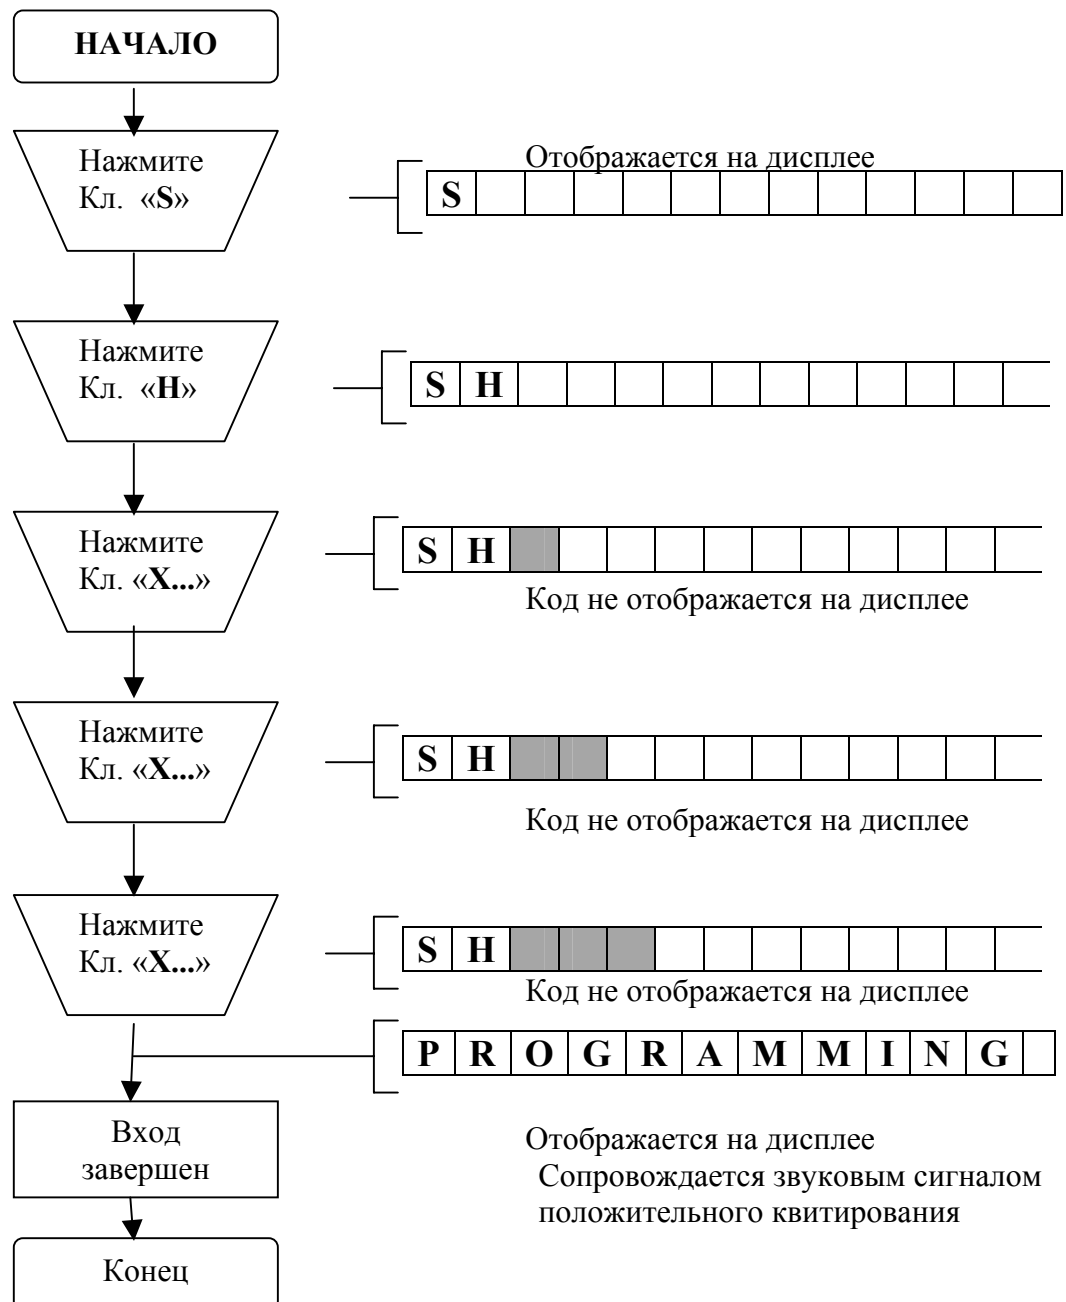 НАЧАЛО
Нажмите
Кл. «S»
Отображается на дисплее
S
Нажмите
Кл. «H»
S H
Нажмите
Кл. «X...»
S H
Код не отображается на дисплее
Нажмите
Кл. «X...»
S H
Код не отображается на дисплее
Нажмите
Кл. «X...»
S H
Код не отображается на дисплее
P R O G R A M M I N G
Вход
завершен
Отображается на дисплее
Сопровождается звуковым сигналом
положительного квитирования
Конец